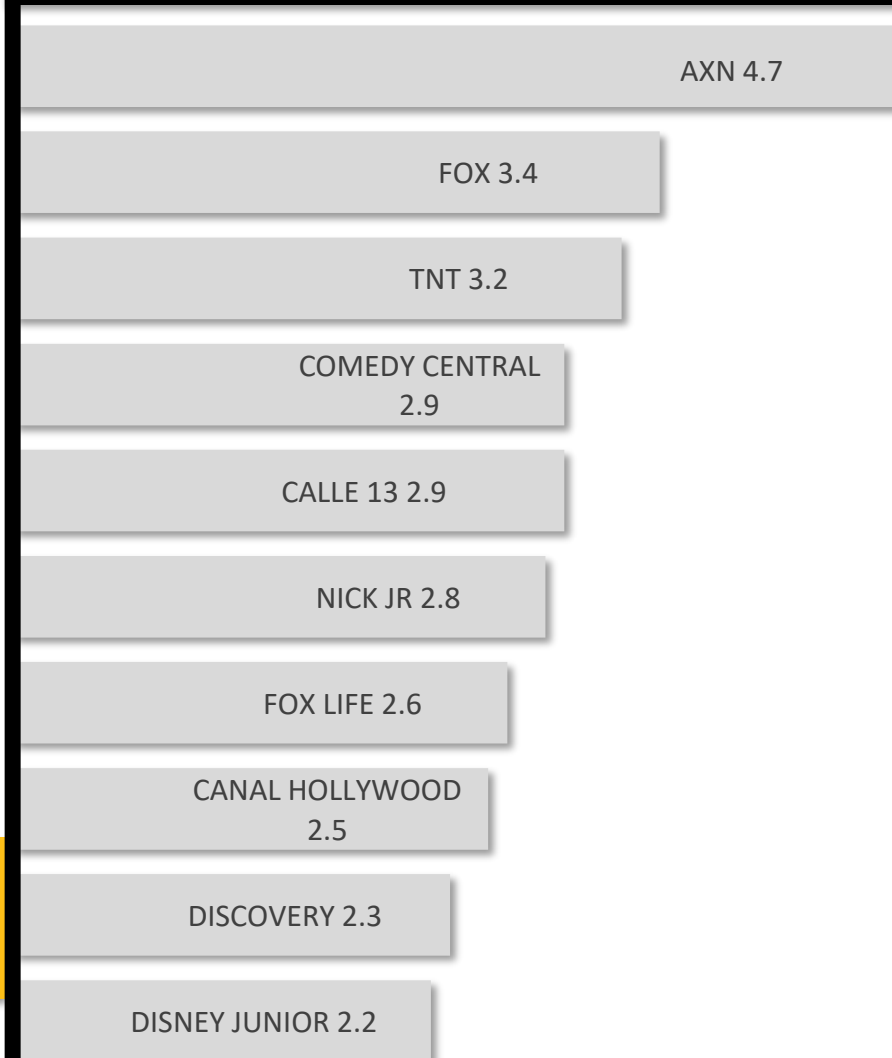 AXN 4.7
FOX 3.4
TNT 3.2
COMEDY CENTRAL
2.9
CALLE 13 2.9
NICK JR 2.8
FOX LIFE 2.6
CANAL HOLLYWOOD
2.5
DISCOVERY 2.3
DISNEY JUNIOR 2.2